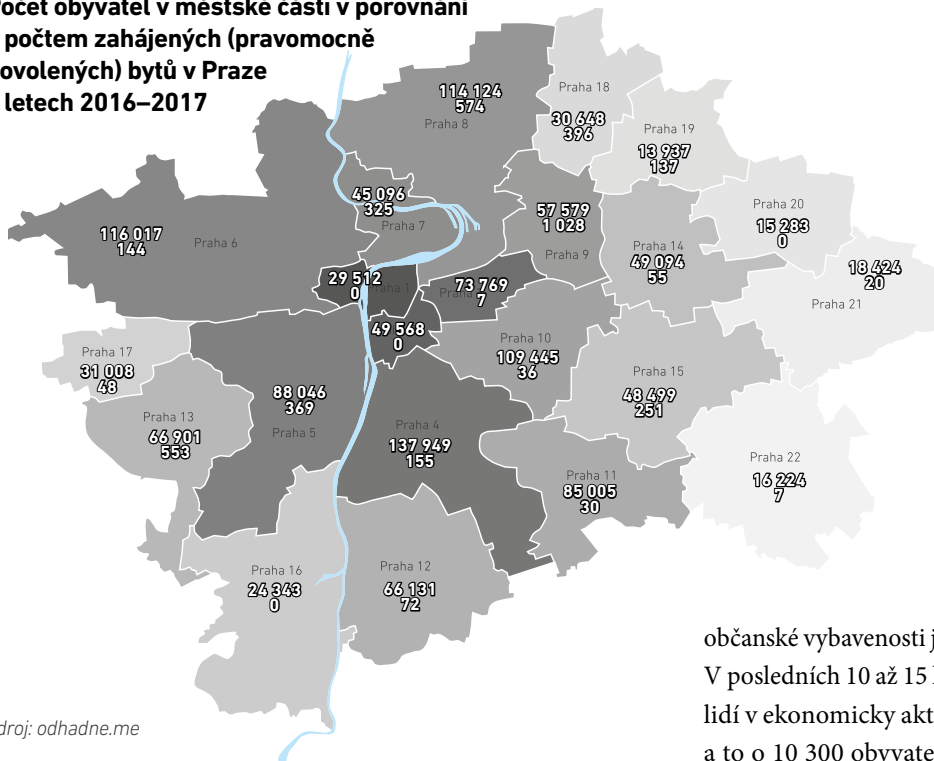 Počet obyvatel v městské části v porovnání
počtem zahájených (pravomocně
ovolených) bytů v Praze
letech 2016–2017
114 124
574
Praha 8
Praha 18
30 648
396
Praha 19
13 937
137
45 096
325
Praha 7
57 579
1 028
Praha 9
Praha 20
15 283
0
116 017
144
Praha 6
Praha 14
49 094
55
18 424
20
Praha 21
29 512
0
Praha 1
Praha
73 769
7
49 568
0
Praha 10
109 445
36
Praha 17
31 008
48
Praha 15
48 499
251
88 046
369
Praha 5
Praha 13
66 901
553
Praha 4
137 949
155
Praha 22
16 224
7
Praha 11
85 005
30
Praha 16
24 343
0
Praha 12
66 131
72
občanské vybavenosti j
V posledních 10 až 15
lidí v ekonomicky akt
a to o 10 300 obyvate
droj: odhadne.me